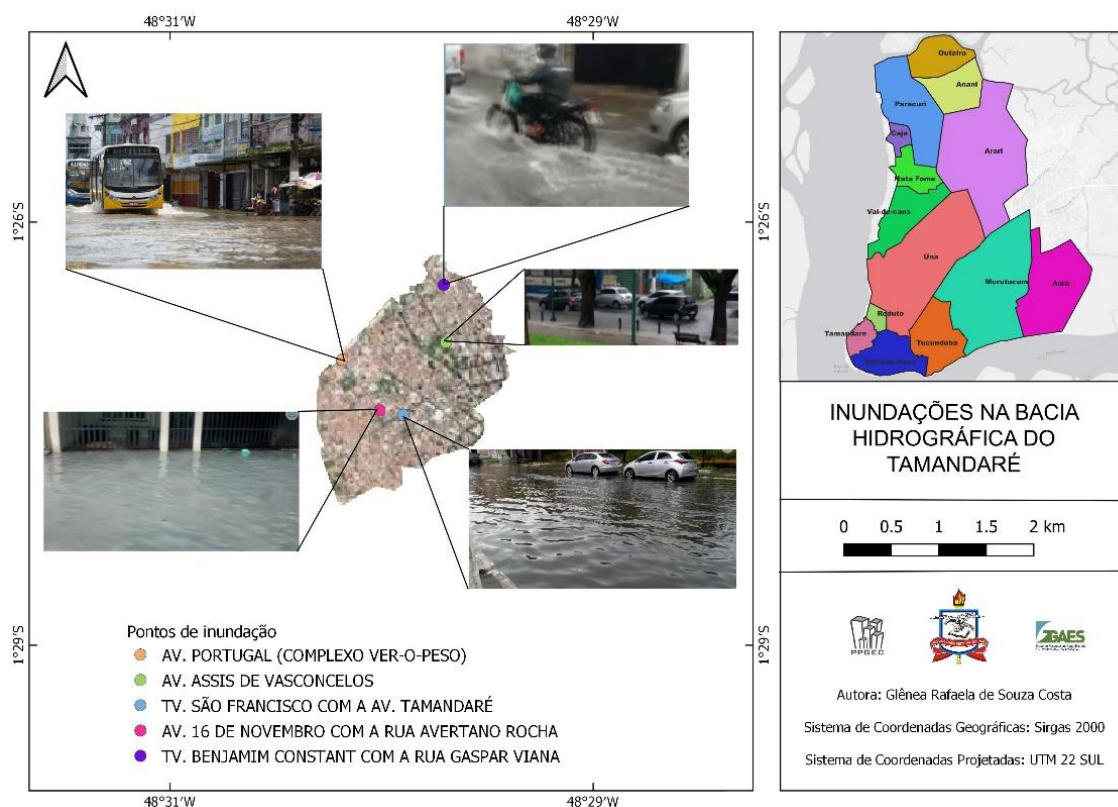 48°31'W
48°29'W
1°26'S
1°26'S
1°29'S
1°29'S
48°31'W
48°29'W
Pontos de inundação
AV. PORTUGAL (COMPLEXO VER-O-PESO)
AV. ASSIS DE VASCONCELOS
TV. SÃO FRANCISCO COM A AV. TAMANDARÉ
AV. 16 DE NOVEMBRO COM A RUA AVERTANO ROCHA
TV. BENJAMIM CONSTANT COM A RUA GASPAR VIANA
Outeiro
Anani
Paracuri
Caja
Arari
Mata Fome
Val-de-cans
Una
Murutucum
Aura
Reduto
Tamandare
Tucunduba
INUNDAÇÕES NA BACIA
HIDROGRÁFICA DO
TAMANDARÉ
0 0.5 1 1.5 2 km
PPGEC
GAES
Autora: Glênea Rafaela de Souza Costa
Sistema de Coordenadas Geográficas: Sirgas 2000
Sistema de Coordenadas Projetadas: UTM 22 SUL